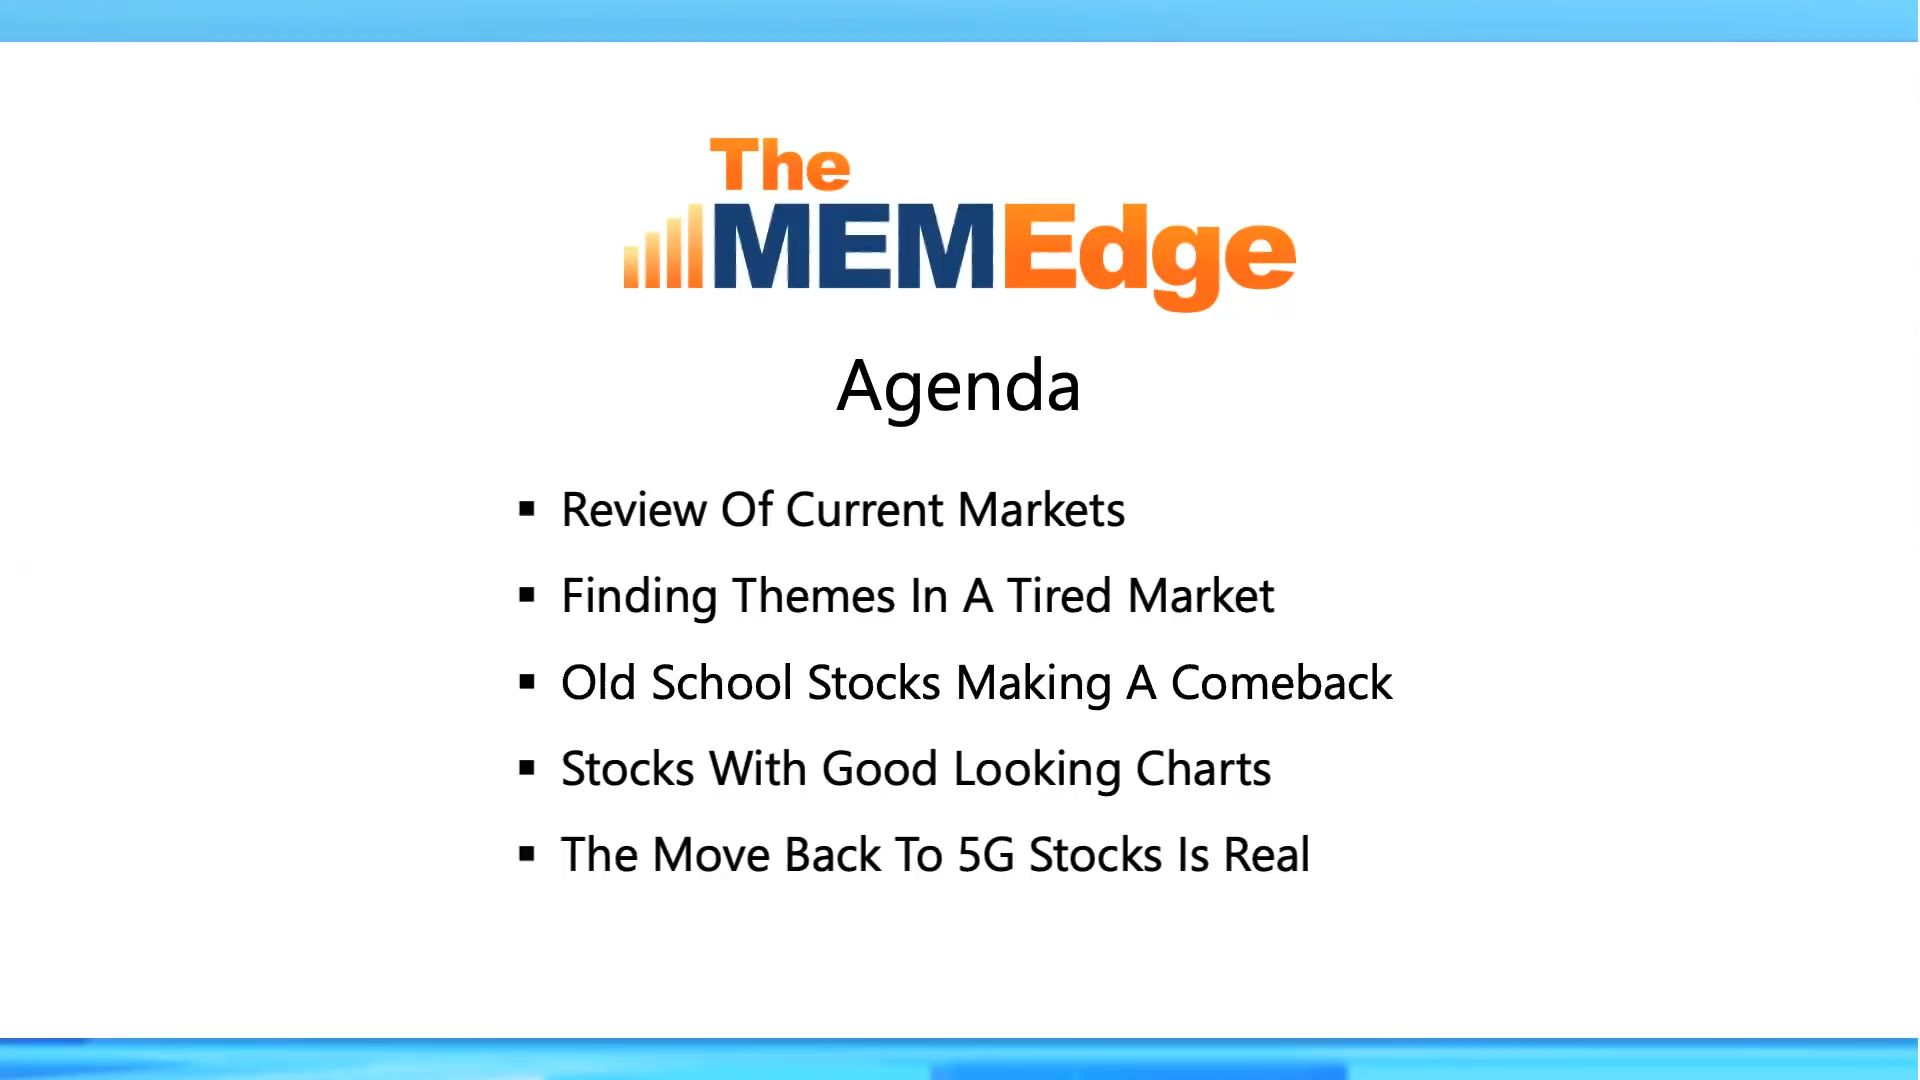 The
MEMEdge
Agenda
▪ Review Of Current Markets
▪ Finding Themes In A Tired Market
▪ Old School Stocks Making A Comeback
▪ Stocks With Good Looking Charts
▪ The Move Back To 5G Stocks Is Real